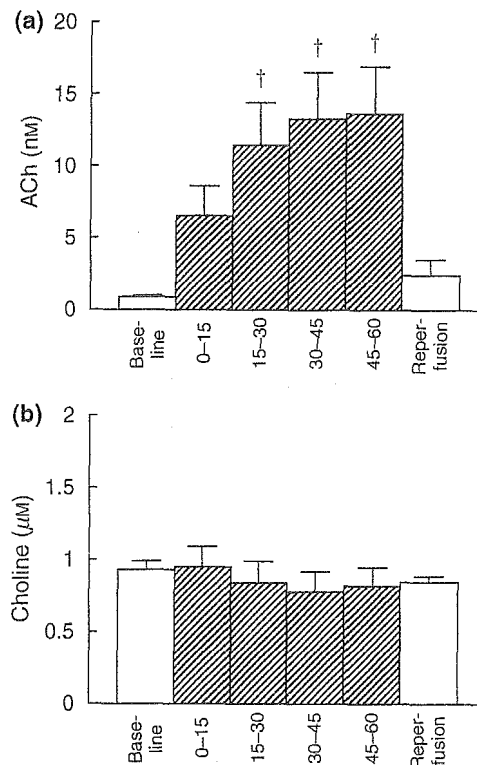 (a)
20
15
10
5
0
ACh (nM)
†
†
†
Base-
line
0–15
15–30
30–45
45–60
Reper-
fusion
(b)
2
1.5
1
0.5
0
Choline (μM)
Base-
line
0–15
15–30
30–45
45–60
Reper-
fusion